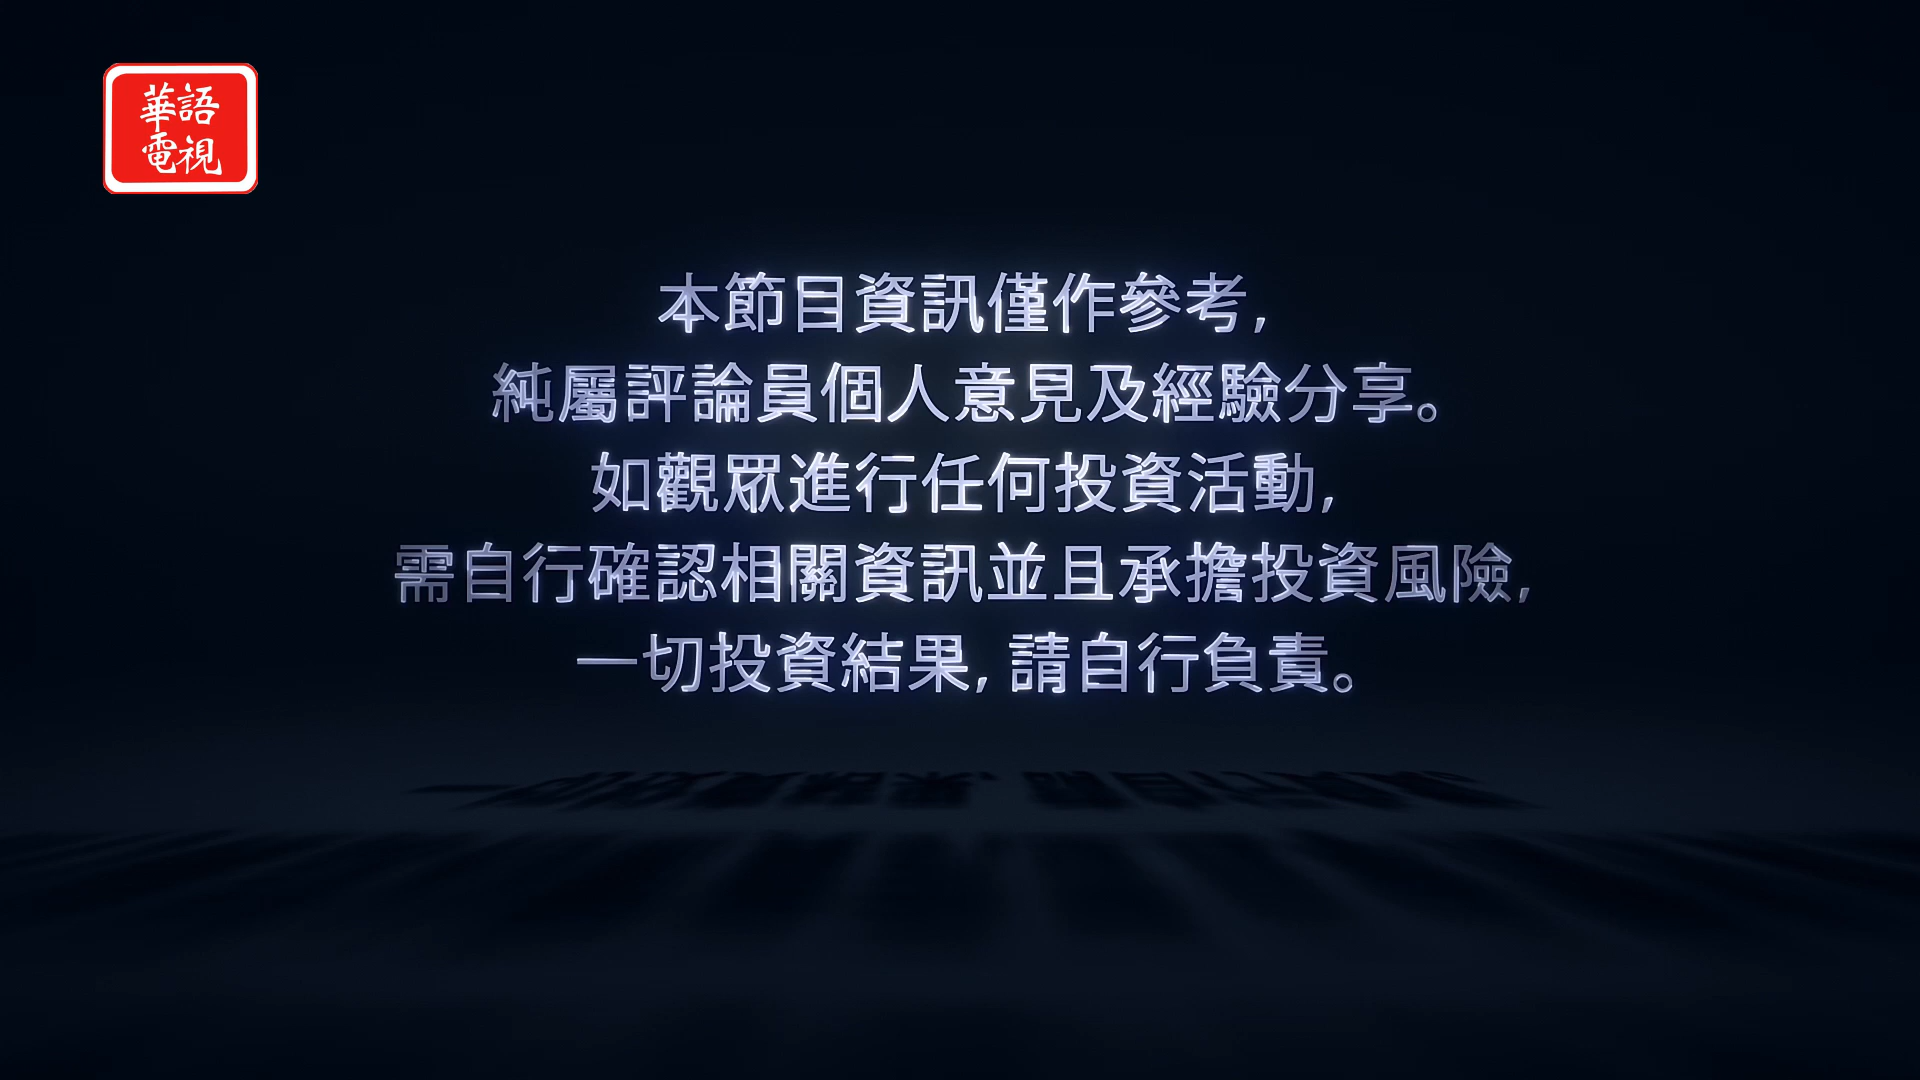 華語
電視
本節目資訊僅作參考,
純屬評論員個人意見及經驗分享。
如觀眾進行任何投資活動,
需自行確認相關資訊並且承擔投資風險,
一切投資結果,請自行負責。